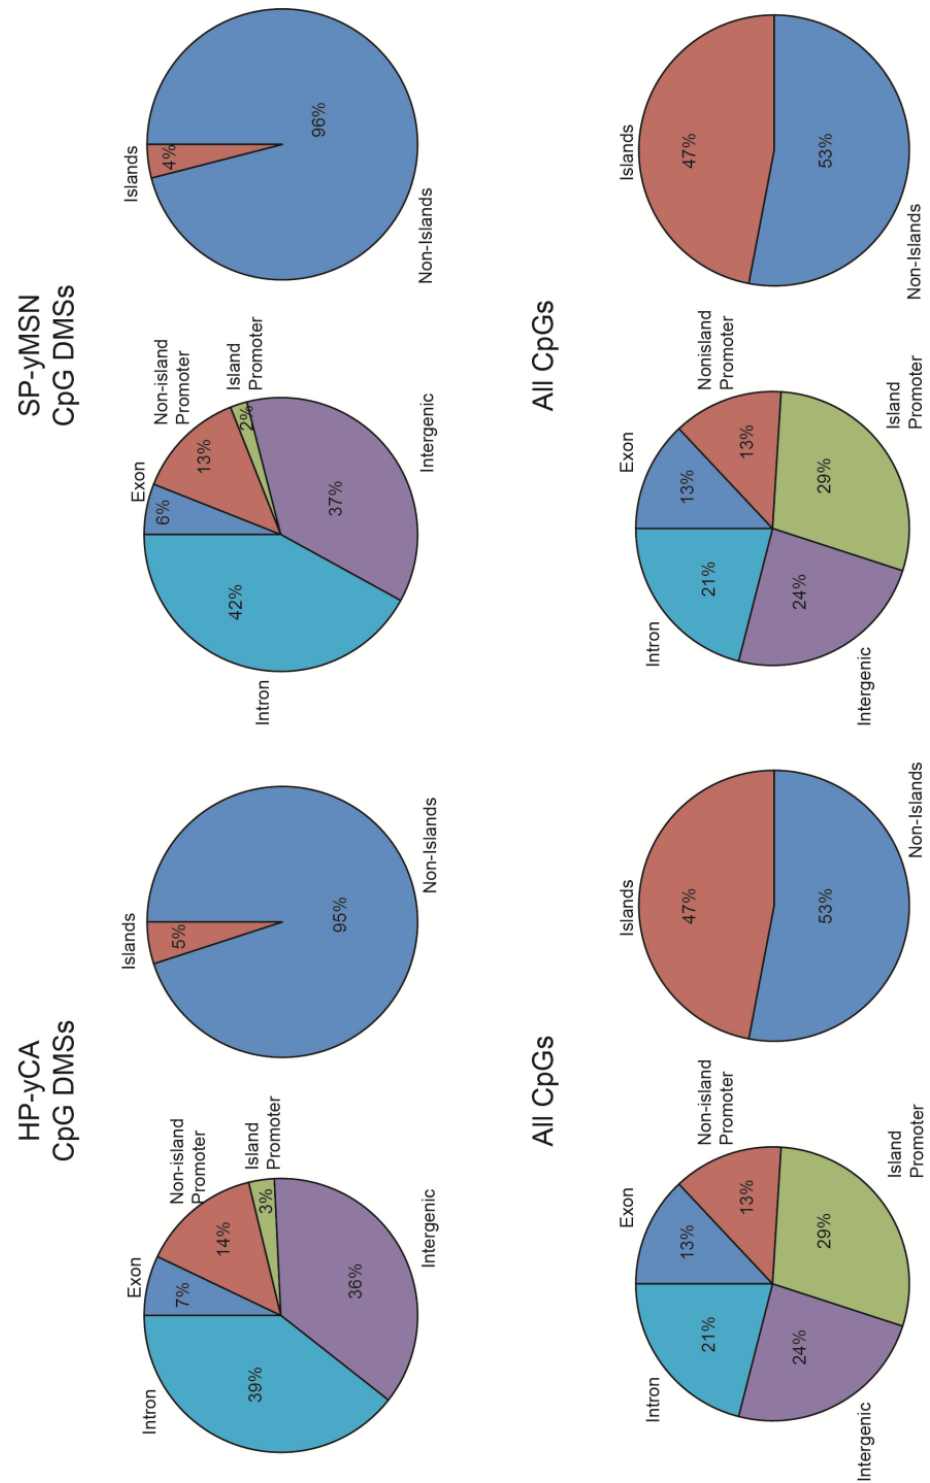 HP-yCA
CpG DMSs
Exon
7%
Non-island
Promoter
14%
Island
Promoter
3%
Intergenic
36%
Intron
39%
Islands
5%
Non-Islands
95%
SP-yMSN
CpG DMSs
Exon
6%
Non-island
Promoter
13%
Island
Promoter
2%
Intergenic
37%
Intron
42%
Islands
4%
Non-Islands
96%
All CpGs
Exon
13%
Non-island
Promoter
13%
Island
Promoter
29%
Intergenic
24%
Intron
21%
Islands
47%
Non-Islands
53%
All CpGs
Exon
13%
Nonisland
Promoter
13%
Island
Promoter
29%
Intergenic
24%
Intron
21%
Islands
47%
Non-Islands
53%